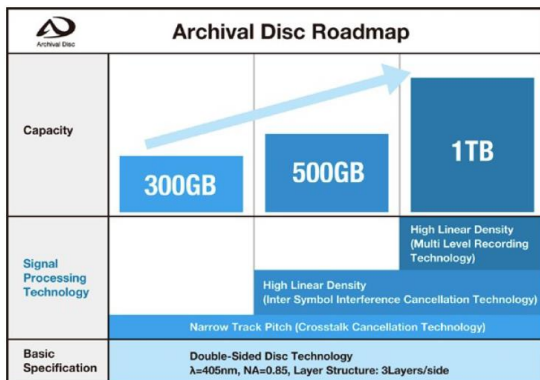 Archival Disc
Archival Disc Roadmap
Capacity
300GB
500GB
1TB
Signal
Processing
Technology
High Linear Density
(Multi Level Recording
Technology)
High Linear Density
(Inter Symbol Interference Cancellation Technology)
Narrow Track Pitch (Crosstalk Cancellation Technology)
Basic
Specification
Double-Sided Disc Technology
λ=405nm, NA=0.85, Layer Structure: 3Layers/side